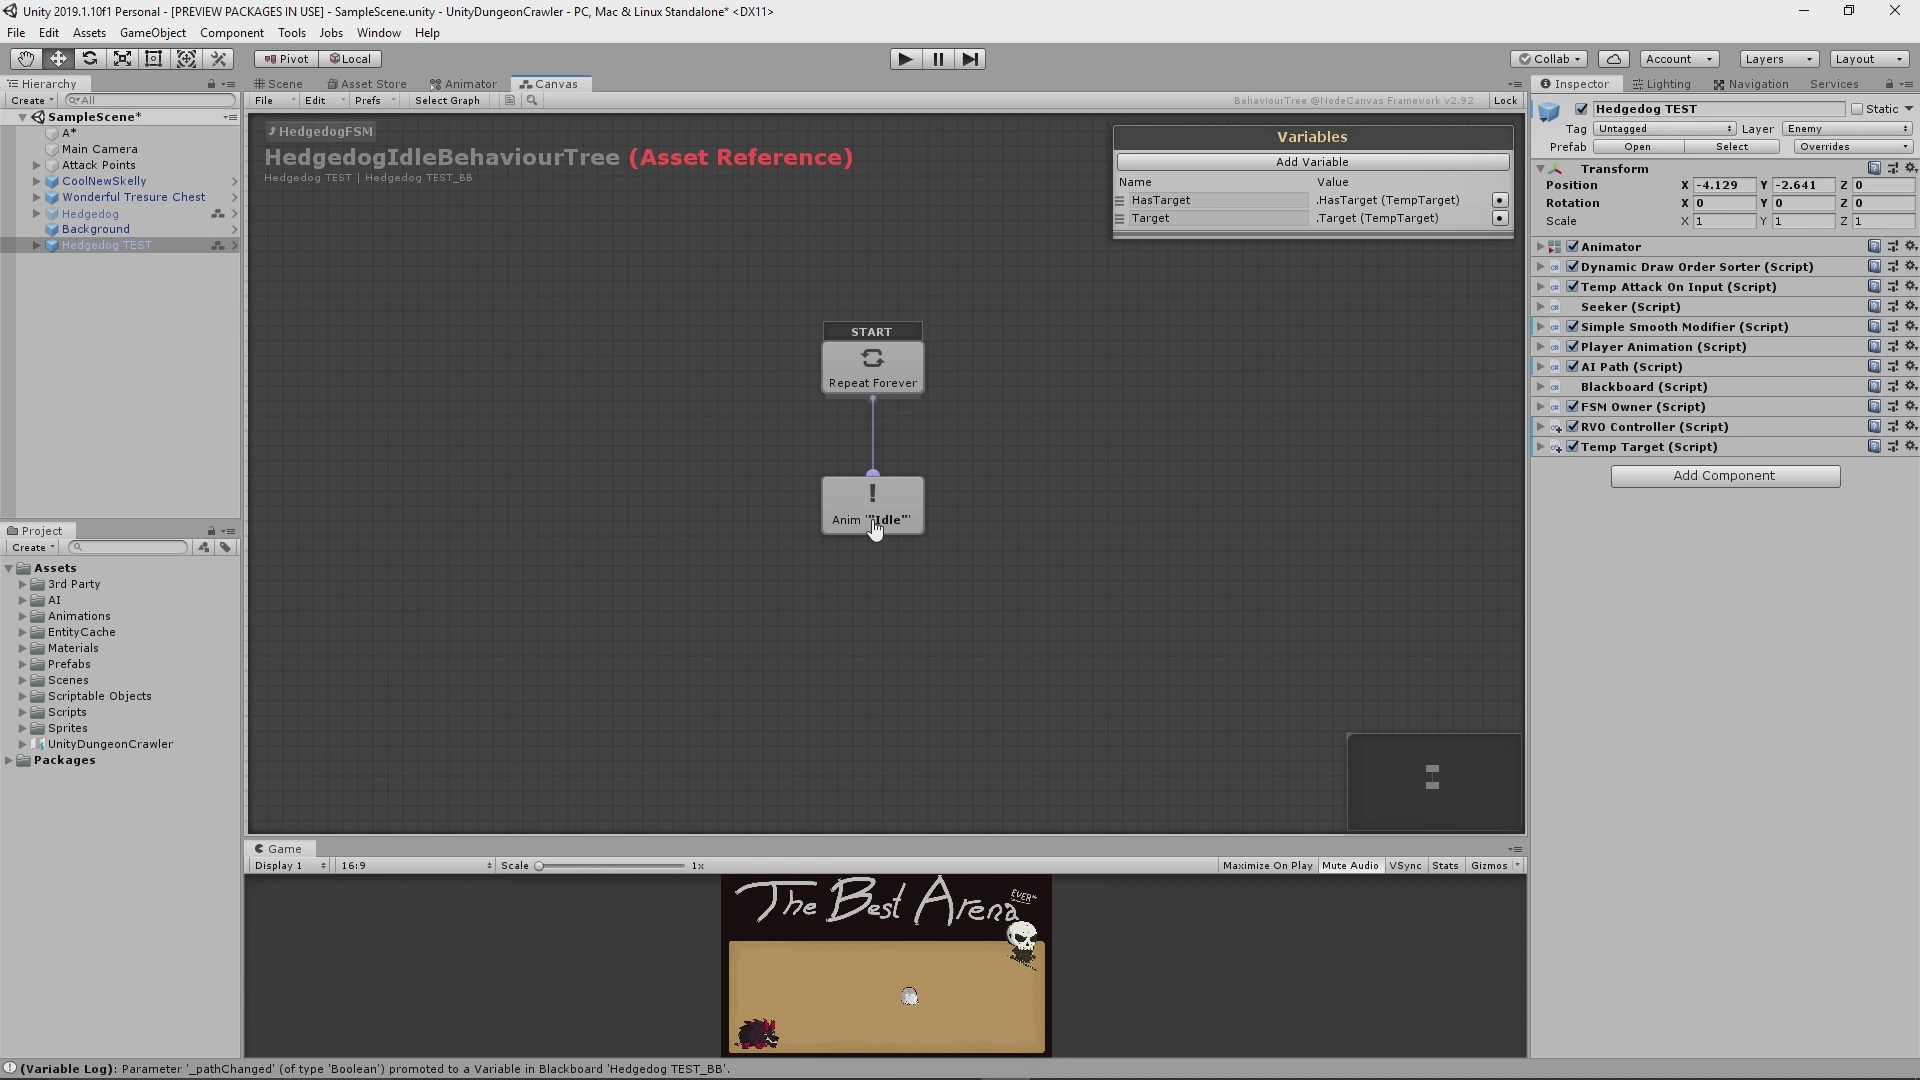 Unity 2019.1.10f1 Personal - [PREVIEW PACKAGES IN USE] - SampleScene.unity - UnityDungeonCrawler - PC, Mac & Linux Standalone* <DX11>
File Edit Assets GameObject Component Tools Jobs Window Help
Pivot Local Collab Account Layers Layout
Hierarchy
Create All
SampleScene*
A*
Main Camera
Attack Points
CoolNewSkelly
Wonderful Tresure Chest
Hedgedog
Background
Hedgedog TEST
Project
Create
Assets
3rd Party
AI
Animations
EntityCache
Materials
Prefabs
Scenes
Scriptable Objects
Scripts
Sprites
UnityDungeonCrawler
Packages
Scene Asset Store Animator Canvas
File Edit Prefs Select Graph BehaviourTree @NodeCanvas Framework v2.92 Lock
HedgedogFSM
HedgedogIdleBehaviourTree (Asset Reference)
Hedgedog TEST | Hedgedog TEST_BB
Variables
Add Variable
Name Value
HasTarget .HasTarget (TempTarget)
Target .Target (TempTarget)
START
Repeat Forever
!
Anim '"Idle"'
Game
Display 1 16:9 Scale 1x Maximize On Play Mute Audio VSync Stats Gizmos
The Best Arena EVER™
Inspector Lighting Navigation Services
Hedgedog TEST Static
Tag Untagged Layer Enemy
Prefab Open Select Overrides
Transform
Position X -4.129 Y -2.641 Z 0
Rotation X 0 Y 0 Z 0
Scale X 1 Y 1 Z 1
Animator
Dynamic Draw Order Sorter (Script)
Temp Attack On Input (Script)
Seeker (Script)
Simple Smooth Modifier (Script)
Player Animation (Script)
AI Path (Script)
Blackboard (Script)
FSM Owner (Script)
RVO Controller (Script)
Temp Target (Script)
Add Component
(Variable Log): Parameter '_pathChanged' (of type 'Boolean') promoted to a Variable in Blackboard 'Hedgedog TEST_BB'.